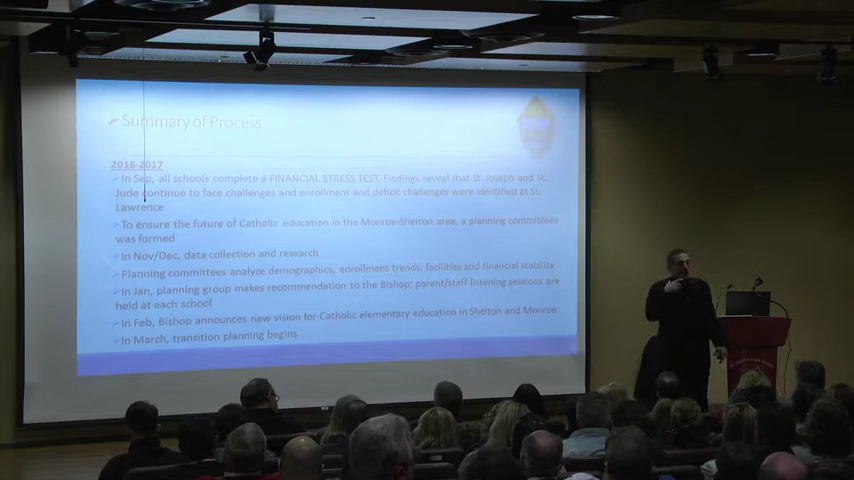 Summary of Process
2016-2017
In Sep, all schools complete a FINANCIAL STRESS TEST. Findings reveal that St. Joseph and St.
Jude continue to face challenges and enrollment and deficit challenges were identified at St.
Lawrence
To ensure the future of Catholic education in the Monroe-Shelton area, a planning committees
was formed
In Nov/Dec, data collection and research
Planning committees analyze demographics, enrollment trends, facilities and financial stability
In Jan, planning group makes recommendation to the Bishop; parent/staff listening sessions are
held at each school
In Feb, Bishop announces new vision for Catholic elementary education in Shelton and Monroe
In March, transition planning begins